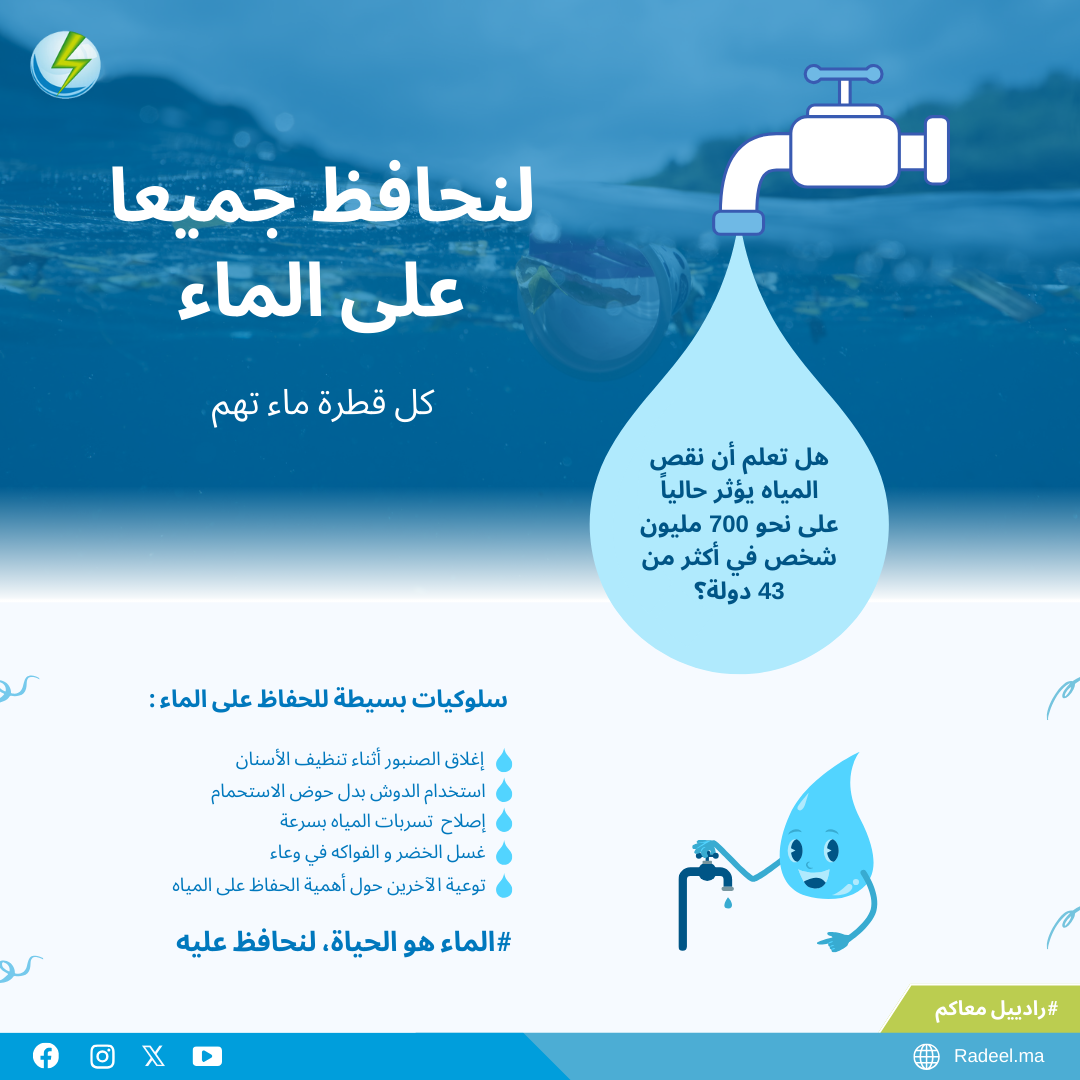 لنحافظ جميعا
على الماء
كل قطرة ماء تهم
هل تعلم أن نقص
المياه يؤثر حالياً
على نحو 700 مليون
شخص في أكثر من
43 دولة؟
سلوكيات بسيطة للحفاظ على الماء :
إغلاق الصنبور أثناء تنظيف الأسنان
استخدام الدوش بدل حوض الاستحمام
إصلاح تسربات المياه بسرعة
غسل الخضر و الفواكه في وعاء
توعية الآخرين حول أهمية الحفاظ على المياه
#الماء هو الحياة، لنحافظ عليه
#رادييل معاكم
Radeel.ma